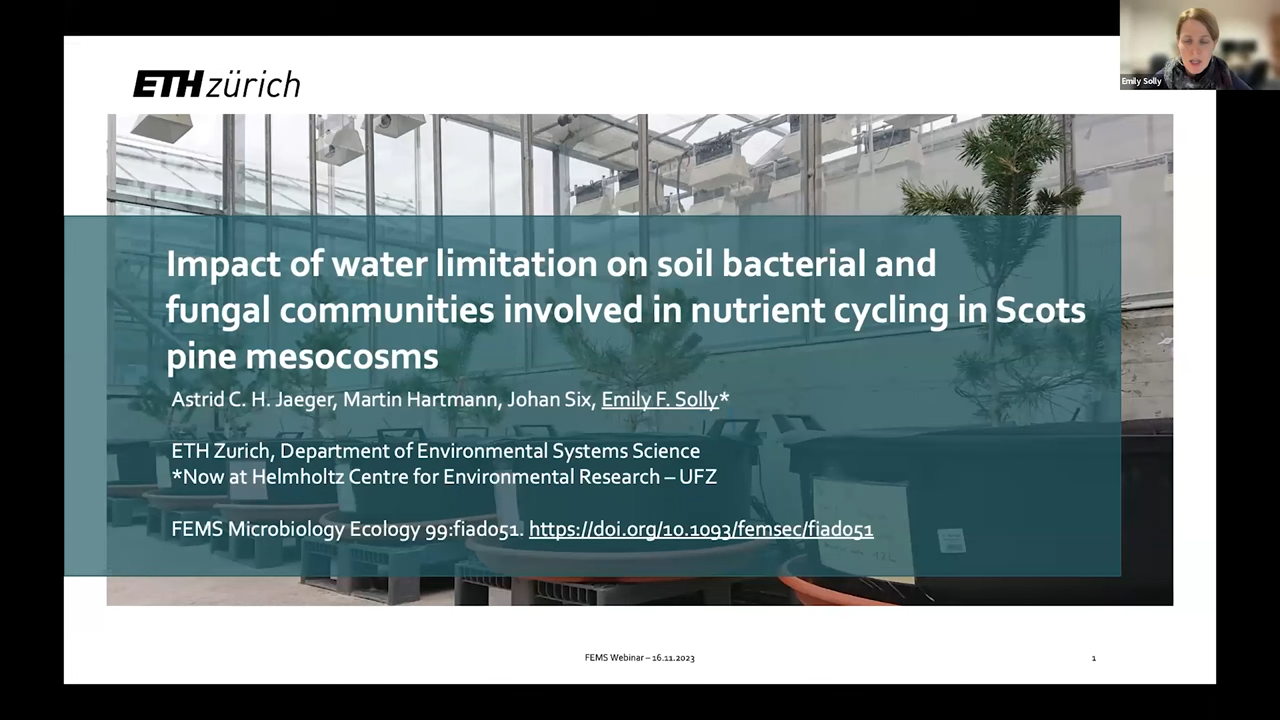 ETH zürich
Emily Solly
Impact of water limitation on soil bacterial and
fungal communities involved in nutrient cycling in Scots
pine mesocosms
Astrid C. H. Jaeger, Martin Hartmann, Johan Six, Emily F. Solly*
ETH Zurich, Department of Environmental Systems Science
*Now at Helmholtz Centre for Environmental Research – UFZ
FEMS Microbiology Ecology 99:fiad051. https://doi.org/10.1093/femsec/fiad051
FEMS Webinar – 16.11.2023
1